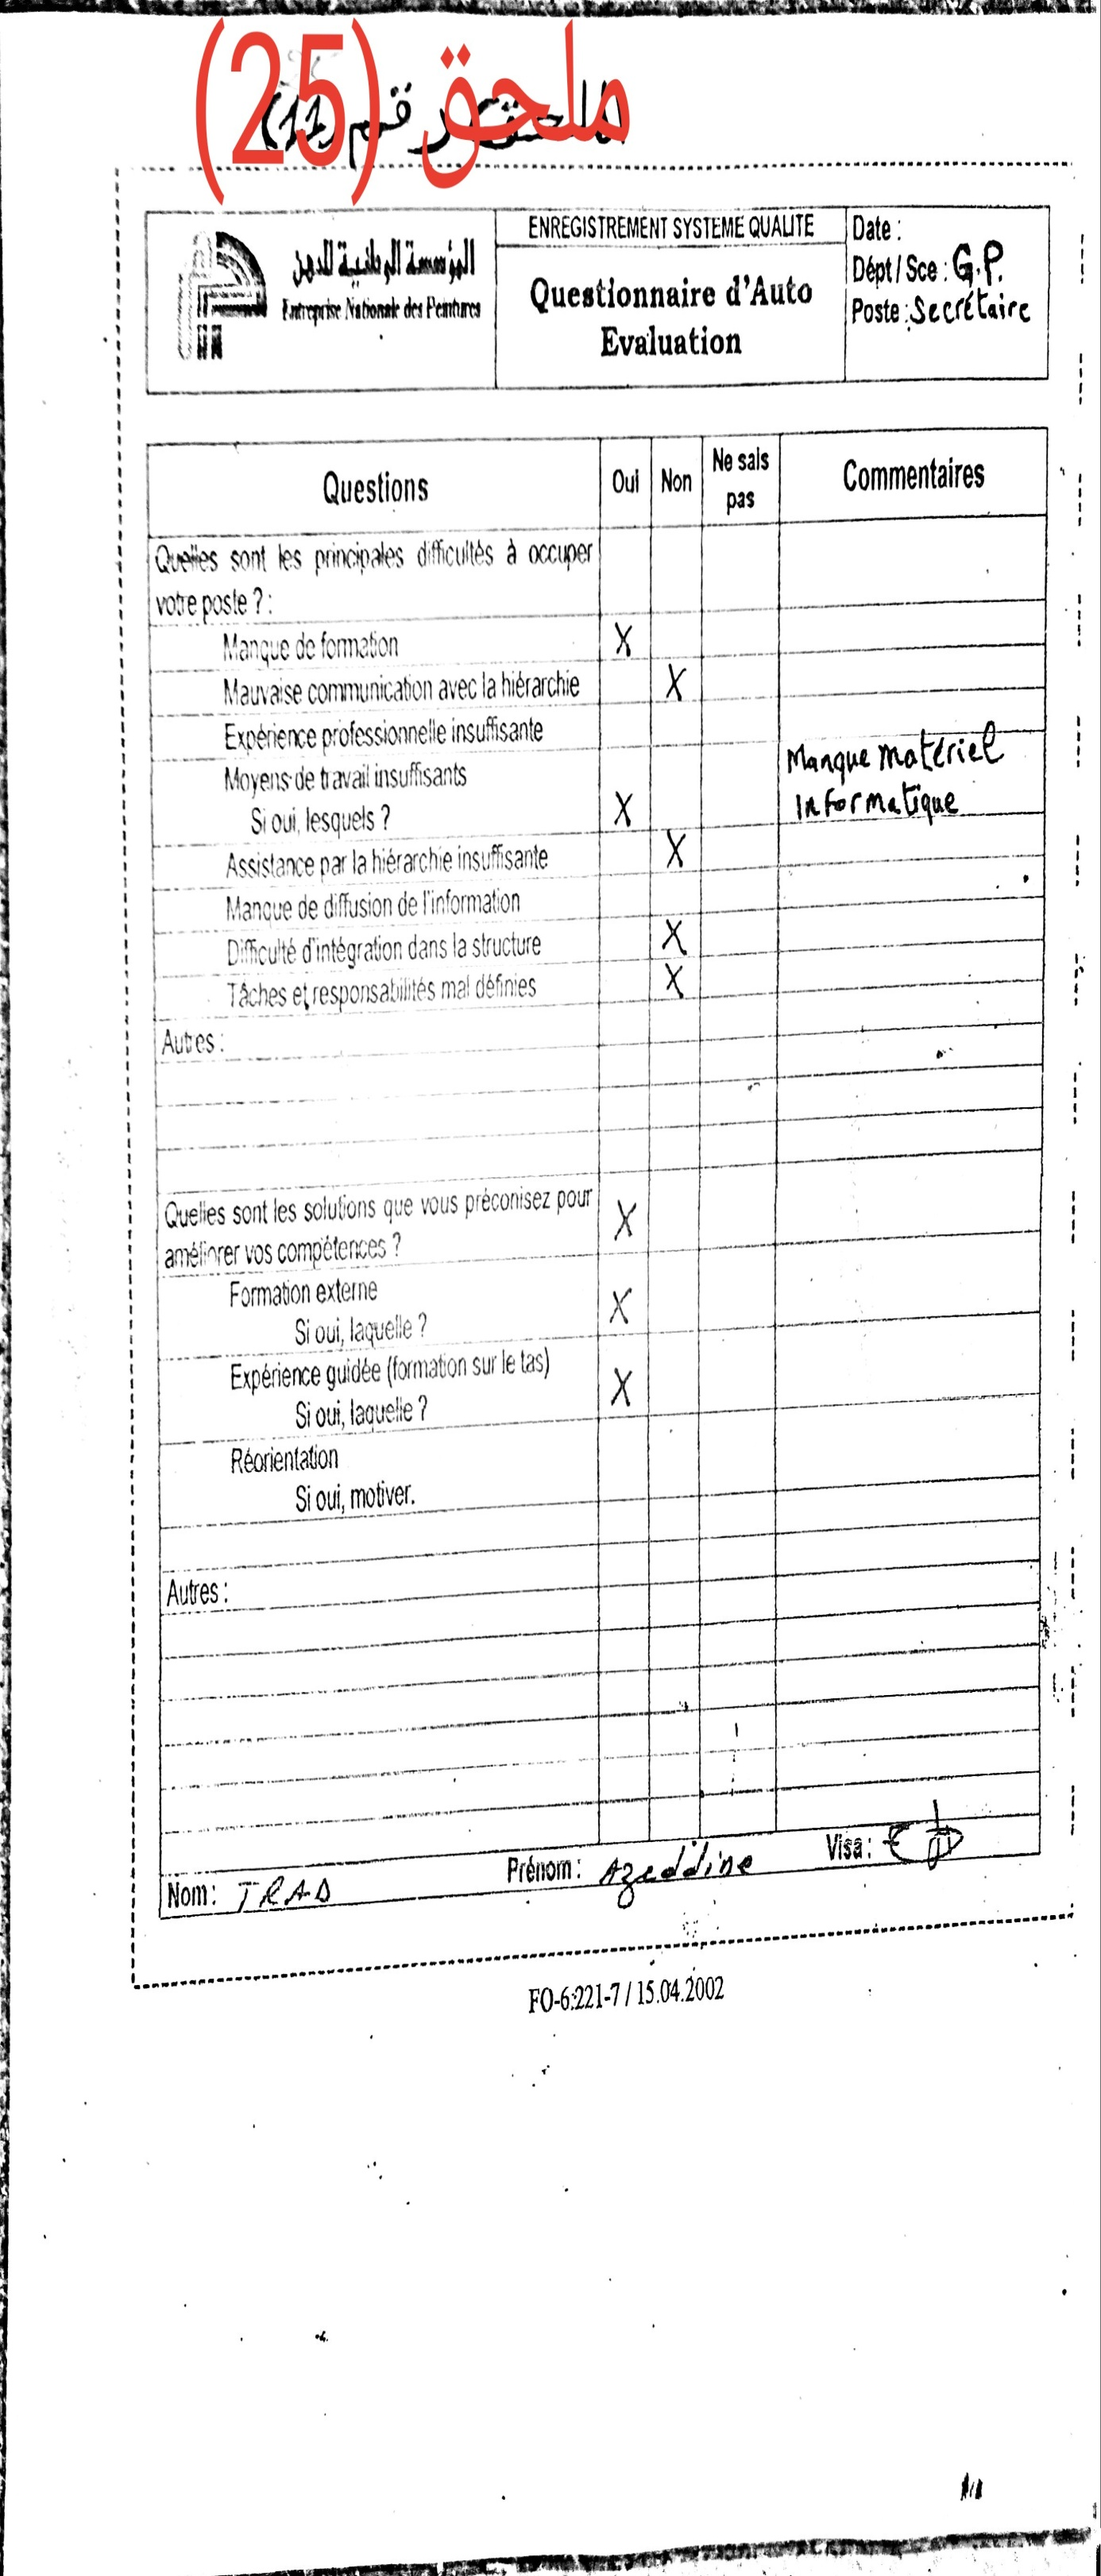 ملحق (25)
الملحق رقم (11)
المؤسسة الوطنية للدهن
Entreprise Nationale des Peintures
ENREGISTREMENT SYSTEME QUALITE
Questionnaire d'Auto
Evaluation
Date :
Dépt / Sce : G.P.
Poste : Secrétaire
Questions Oui Non Ne sais pas Commentaires
Quelles sont les principales difficultés à occuper
votre poste ? :
Manque de formation X
Mauvaise communication avec la hiérarchie X
Expérience professionnelle insuffisante
Moyens de travail insuffisants Manque matériel
Si oui, lesquels ? X Informatique
Assistance par la hiérarchie insuffisante X
Manque de diffusion de l'information
Difficulté d'intégration dans la structure X
Tâches et responsabilités mal définies X
Autres :
Quelles sont les solutions que vous préconisez pour X
améliorer vos compétences ?
Formation externe X
Si oui, laquelle ?
Expérience guidée (formation sur le tas) X
Si oui, laquelle ?
Réorientation
Si oui, motiver.
Autres :
Nom : TRAD Prénom : Azeddine Visa :
FO-6.221-7 / 15.04.2002